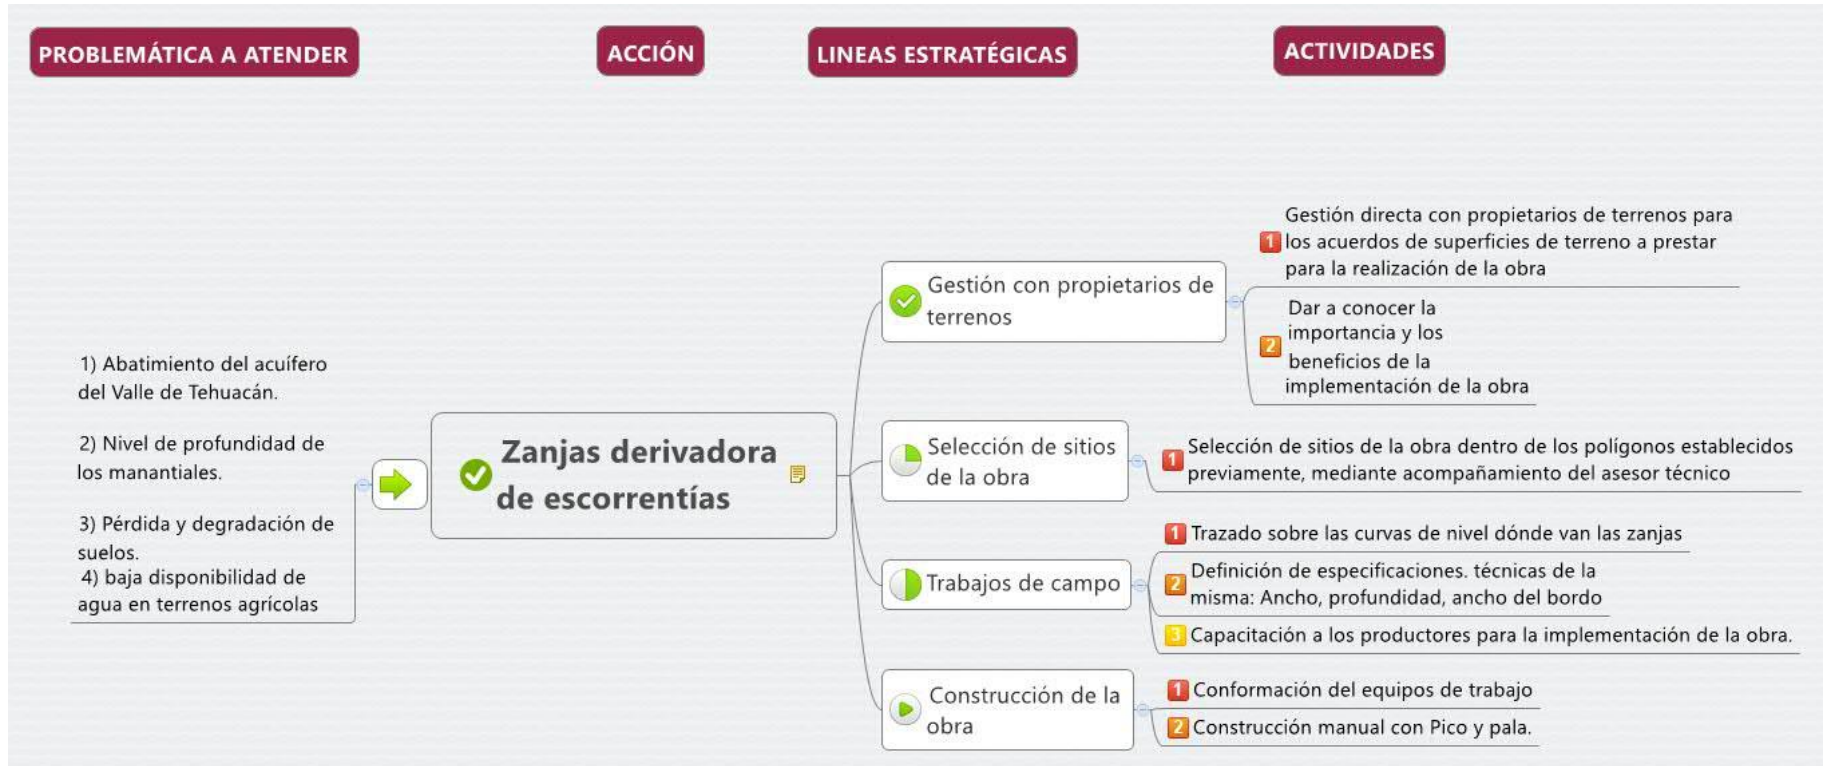 PROBLEMÁTICA A ATENDER
ACCIÓN
LINEAS ESTRATÉGICAS
ACTIVIDADES
1) Abatimiento del acuífero
del Valle de Tehuacán.
2) Nivel de profundidad de
los manantiales.
3) Pérdida y degradación de
suelos.
4) baja disponibilidad de
agua en terrenos agrícolas
Zanjas derivadora
de escorrentías
Gestión con propietarios de
terrenos
1
Gestión directa con propietarios de terrenos para
los acuerdos de superficies de terreno a prestar
para la realización de la obra
2
Dar a conocer la
importancia y los
beneficios de la
implementación de la obra
Selección de sitios
de la obra
1
Selección de sitios de la obra dentro de los polígonos establecidos
previamente, mediante acompañamiento del asesor técnico
Trabajos de campo
1 Trazado sobre las curvas de nivel dónde van las zanjas
2
Definición de especificaciones. técnicas de la
misma: Ancho, profundidad, ancho del bordo
3 Capacitación a los productores para la implementación de la obra.
Construcción de la
obra
1 Conformación del equipos de trabajo
2 Construcción manual con Pico y pala.